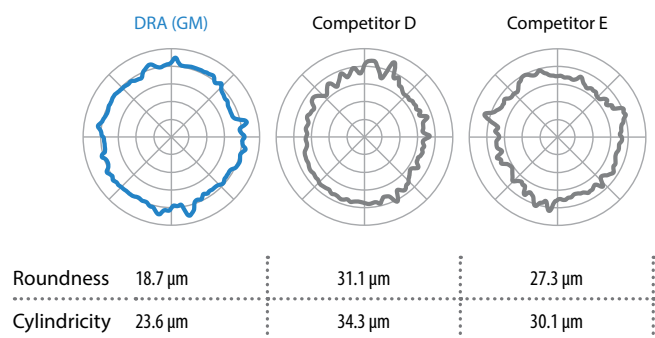 DRA (GM) Competitor D Competitor E
Roundness 18.7 µm 31.1 µm 27.3 µm
Cylindricity 23.6 µm 34.3 µm 30.1 µm